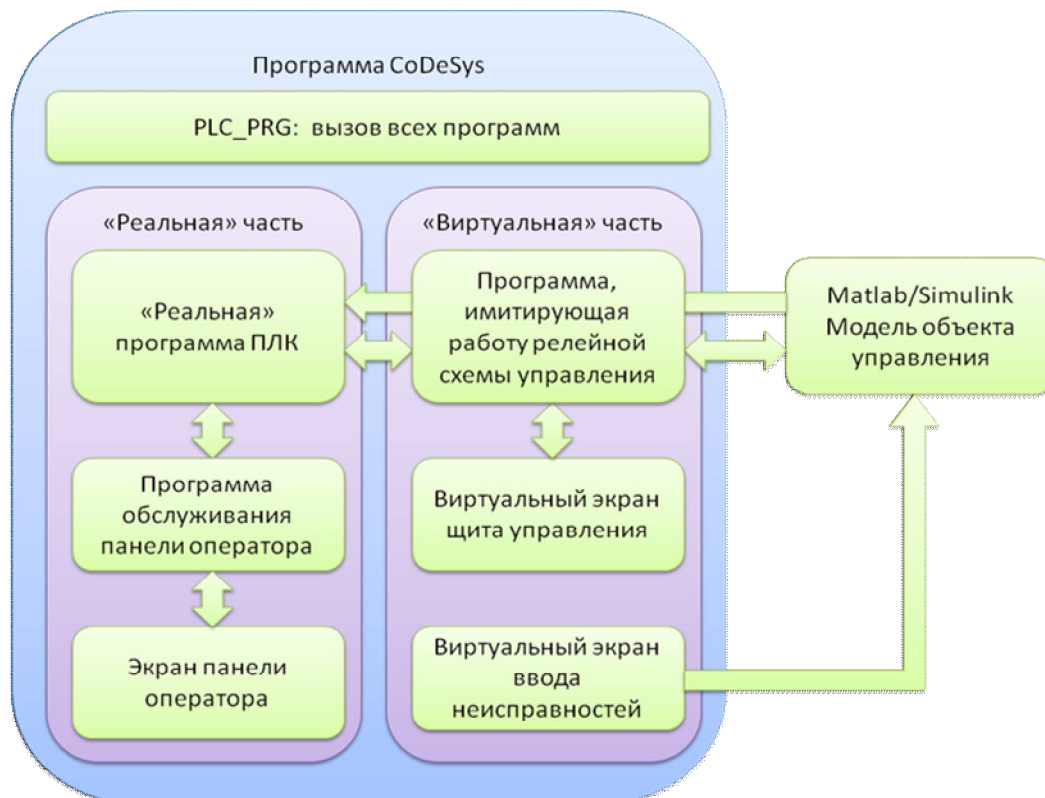 Программа CoDeSys
PLC_PRG: вызов всех программ
«Реальная» часть
«Реальная»
программа ПЛК
Программа
обслуживания
панели оператора
Экран панели
оператора
«Виртуальная» часть
Программа,
имитирующая
работу релейной
схемы управления
Виртуальный экран
щита управления
Виртуальный экран
ввода
неисправностей
Matlab/Simulink
Модель объекта
управления